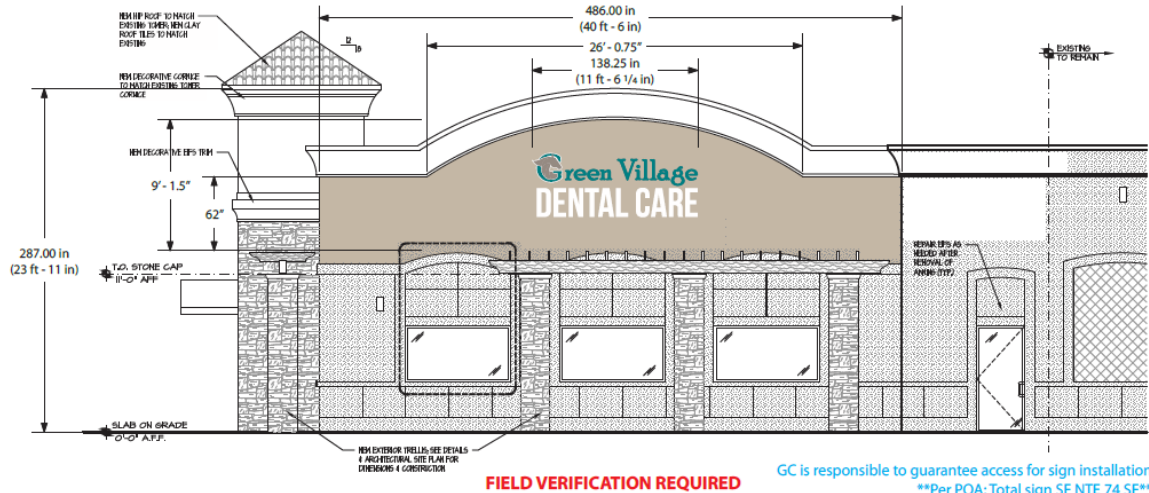 486.00 in
(40 ft - 6 in)
26' - 0.75"
138.25 in
(11 ft - 6 1/4 in)
NEW HIP ROOF TO MATCH
EXISTING TOWER; NEW CLAY
ROOF TILES TO MATCH
EXISTING
12
EXISTING
TO REMAIN
NEW DECORATIVE CORNICE
TO MATCH EXISTING TOWER
CORNICE
NEW DECORATIVE EIFS TRIM
9' - 1.5"
62"
Green Village
DENTAL CARE
287.00 in
(23 ft - 11 in)
T.O. STONE CAP
11'-0" AFF
REPAIR EIFS AS
NEEDED AFTER
REMOVAL OF
AWNING (TYP.)
SLAB ON GRADE
0'-0" A.F.F.
NEW EXTERIOR TRELLIS; SEE DETAILS
& ARCHITECTURAL SITE PLAN FOR
DIMENSIONS & CONSTRUCTION
FIELD VERIFICATION REQUIRED
GC is responsible to guarantee access for sign installation
**Per POA: Total sign SF NTE 74 SF**